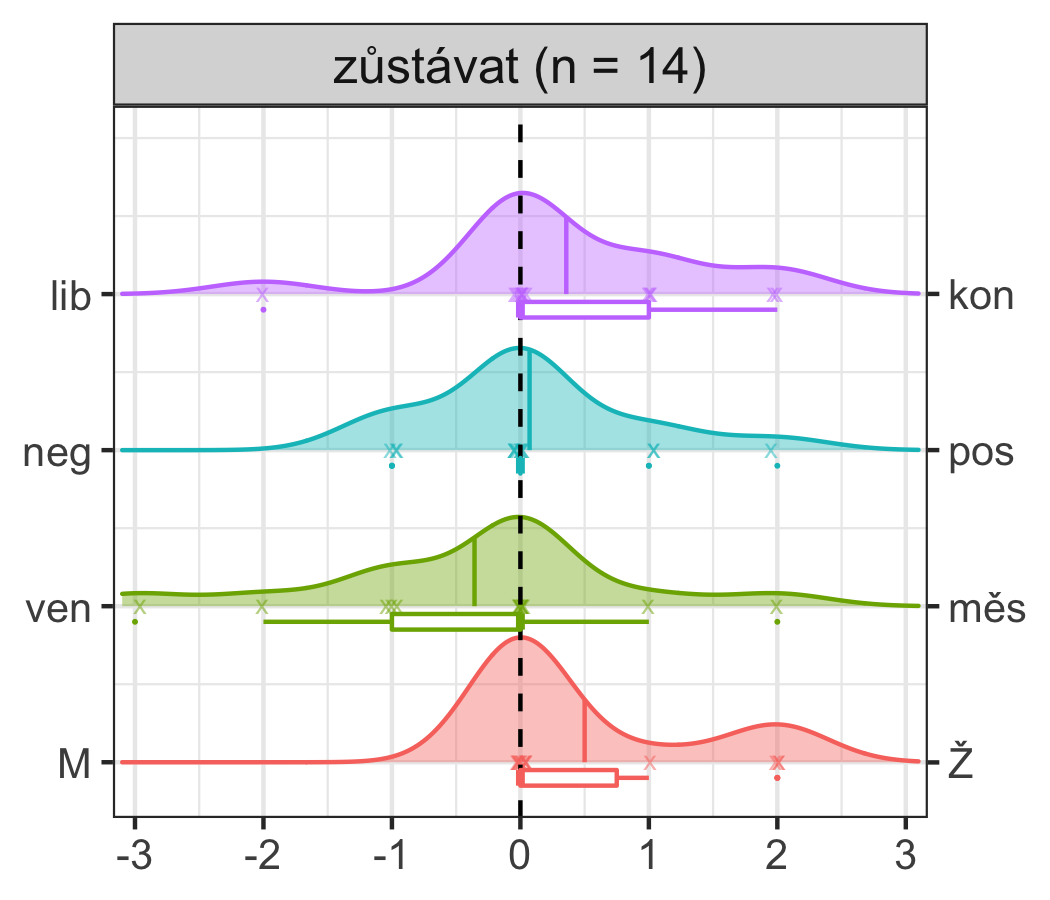 zůstávat (n = 14)
lib kon
neg pos
ven měs
M Ž
-3 -2 -1 0 1 2 3